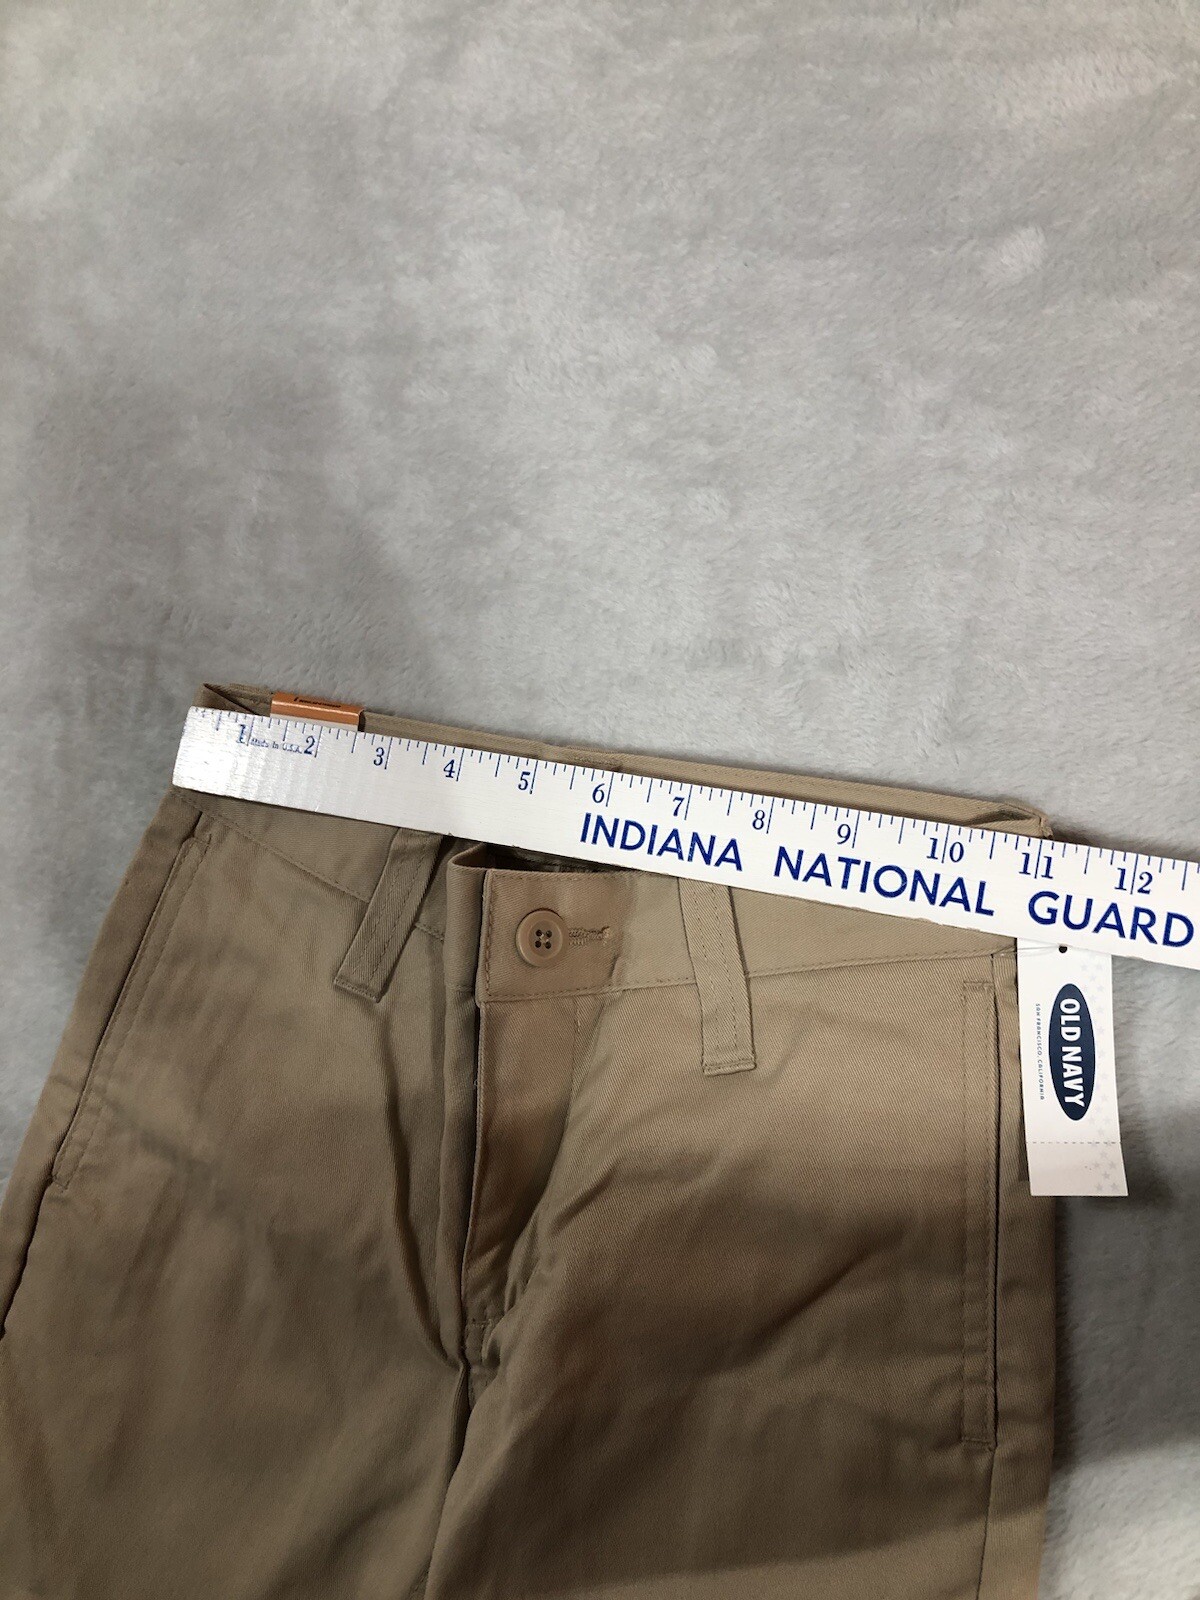 1 Made in U.S.A. 2 3 4 5 6 7 8 9 10 11 12
INDIANA NATIONAL GUARD
OLD NAVY
SAN FRANCISCO, CALIFORNIA